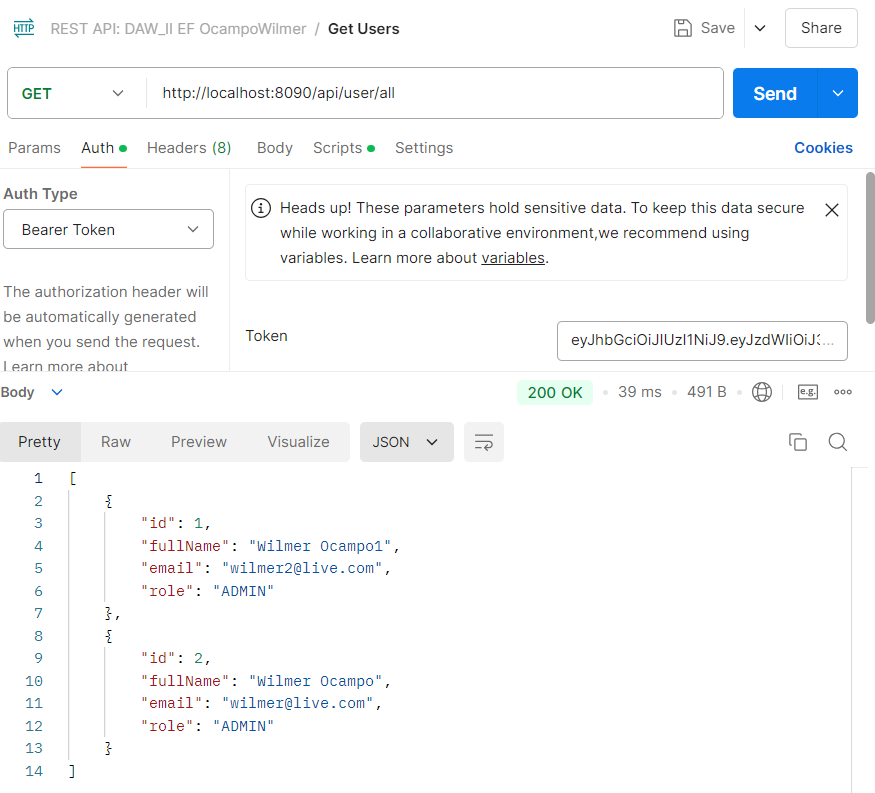 HTTP REST API: DAW_II EF OcampoWilmer / Get Users Save Share
GET http://localhost:8090/api/user/all Send
Params Auth Headers (8) Body Scripts Settings Cookies
Auth Type
Bearer Token
The authorization header will
be automatically generated
when you send the request.
Learn more about
Heads up! These parameters hold sensitive data. To keep this data secure
while working in a collaborative environment,we recommend using
variables. Learn more about variables.
Token eyJhbGciOiJIUzI1NiJ9.eyJzdWIiOiJ3...
Body 200 OK 39 ms 491 B e.g.
Pretty Raw Preview Visualize JSON
1 [
2 {
3 "id": 1,
4 "fullName": "Wilmer Ocampo1",
5 "email": "wilmer2@live.com",
6 "role": "ADMIN"
7 },
8 {
9 "id": 2,
10 "fullName": "Wilmer Ocampo",
11 "email": "wilmer@live.com",
12 "role": "ADMIN"
13 }
14 ]